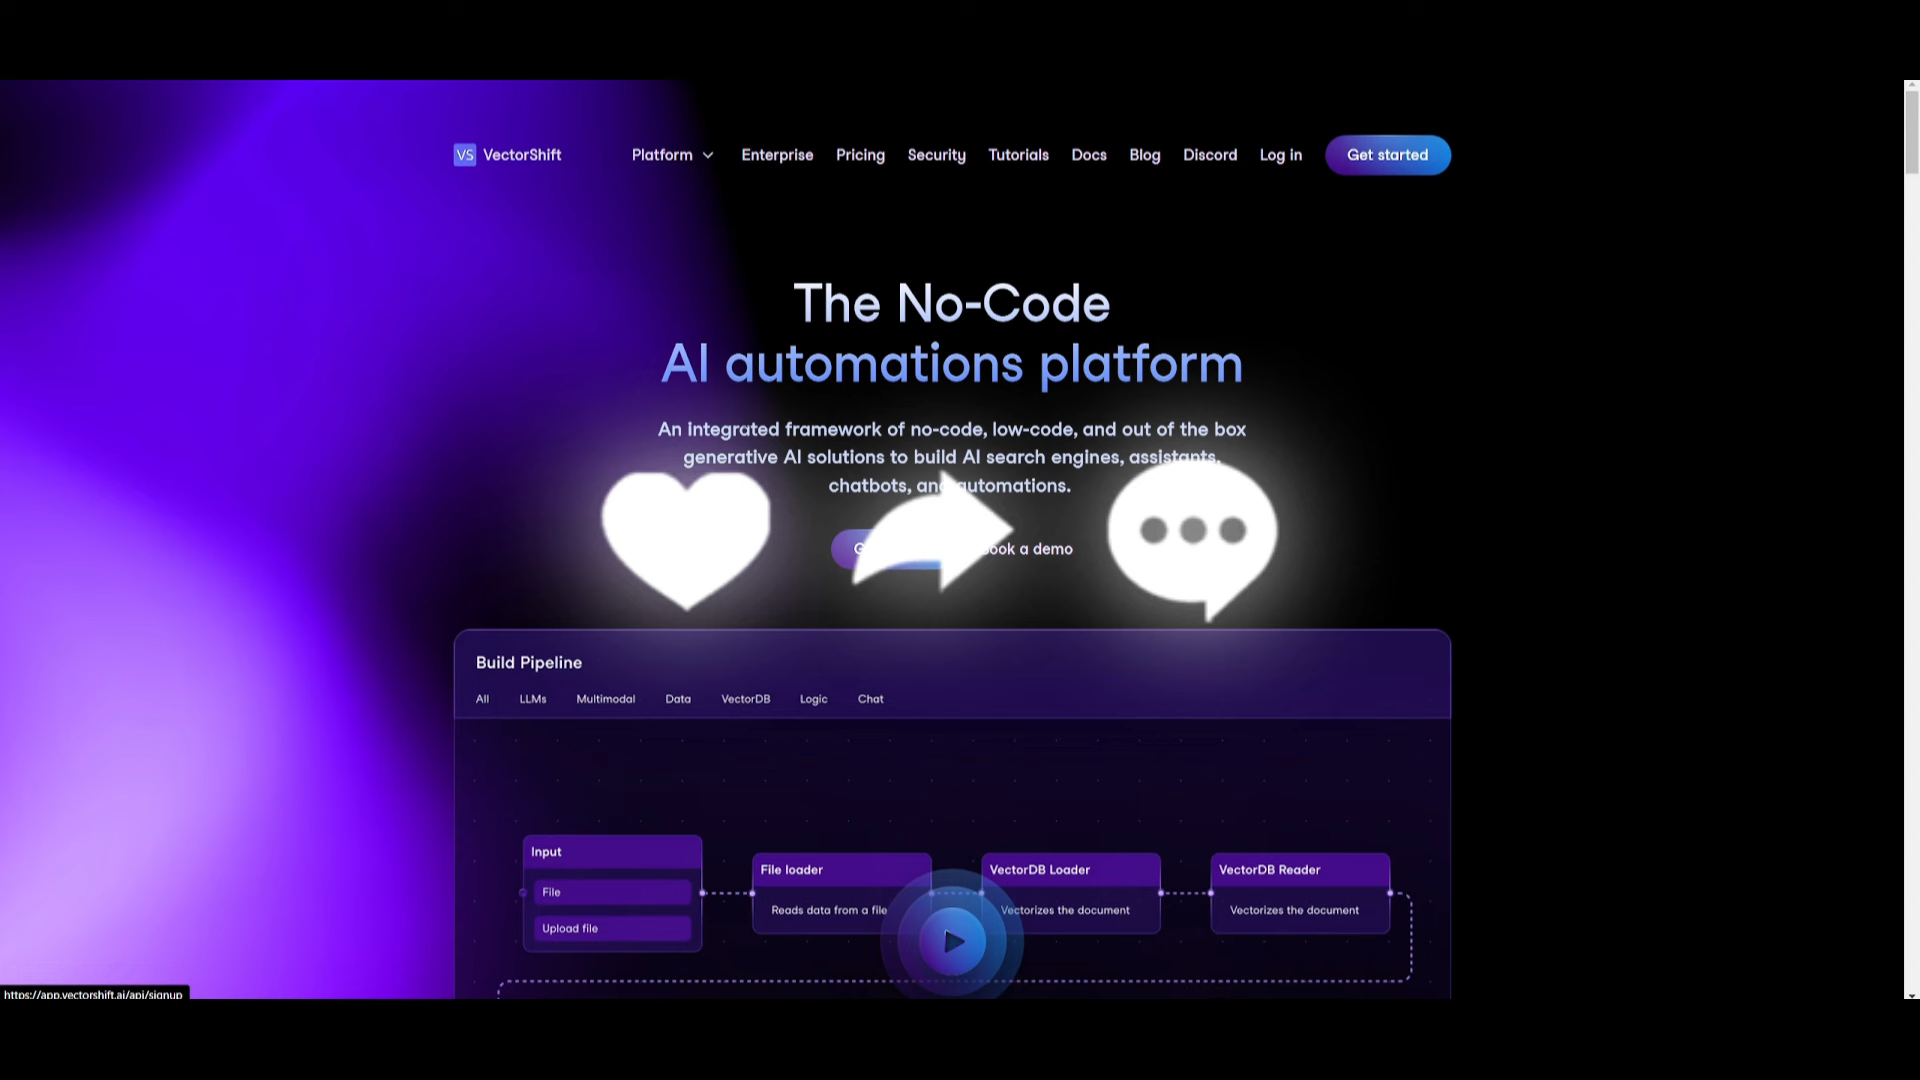 VS VectorShift Platform Enterprise Pricing Security Tutorials Docs Blog Discord Log in Get started
The No-Code
AI automations platform
An integrated framework of no-code, low-code, and out of the box
generative AI solutions to build AI search engines, assistants,
chatbots, and automations.
a demo
Build Pipeline
All LLMs Multimodal Data VectorDB Logic Chat
Input
File
Upload file
File loader
Reads data from a file
VectorDB Loader
Vectorizes the document
VectorDB Reader
Vectorizes the document
https://app.vectorshift.ai/api/signup